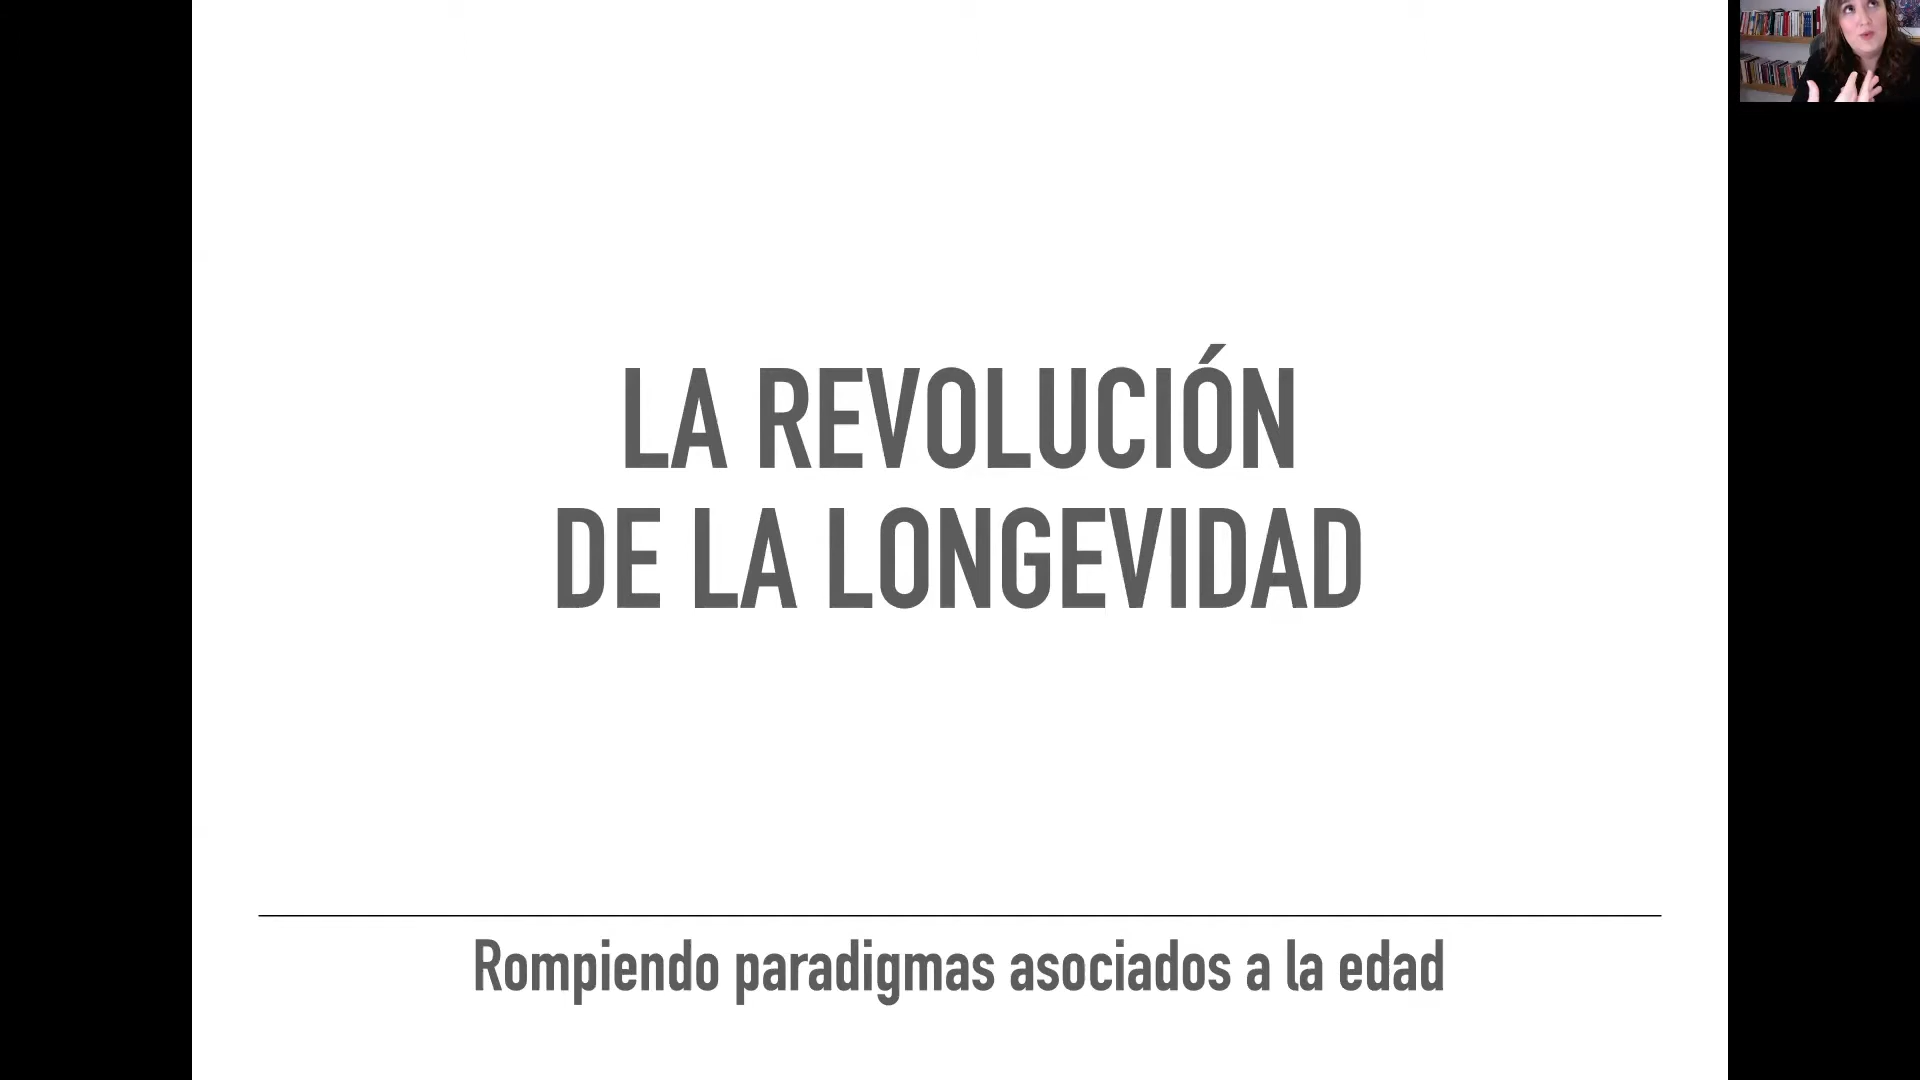 LA REVOLUCIÓN
DE LA LONGEVIDAD
Rompiendo paradigmas asociados a la edad